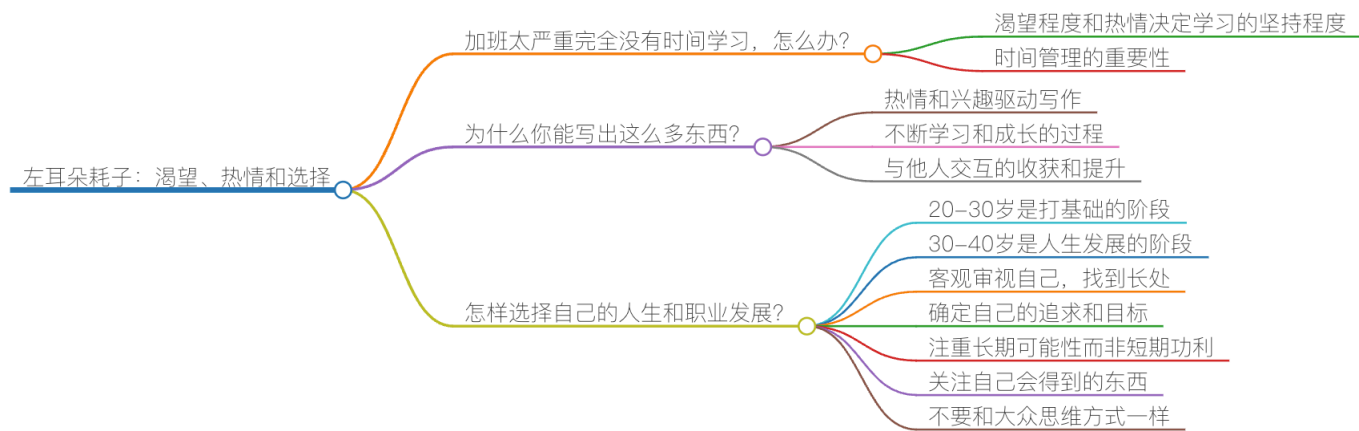 左耳朵耗子：渴望、热情和选择
加班太严重完全没有时间学习，怎么办？
渴望程度和热情决定学习的坚持程度
时间管理的重要性
为什么你能写出这么多东西？
热情和兴趣驱动写作
不断学习和成长的过程
与他人交互的收获和提升
怎样选择自己的人生和职业发展？
20-30岁是打基础的阶段
30-40岁是人生发展的阶段
客观审视自己，找到长处
确定自己的追求和目标
注重长期可能性而非短期功利
关注自己会得到的东西
不要和大众思维方式一样